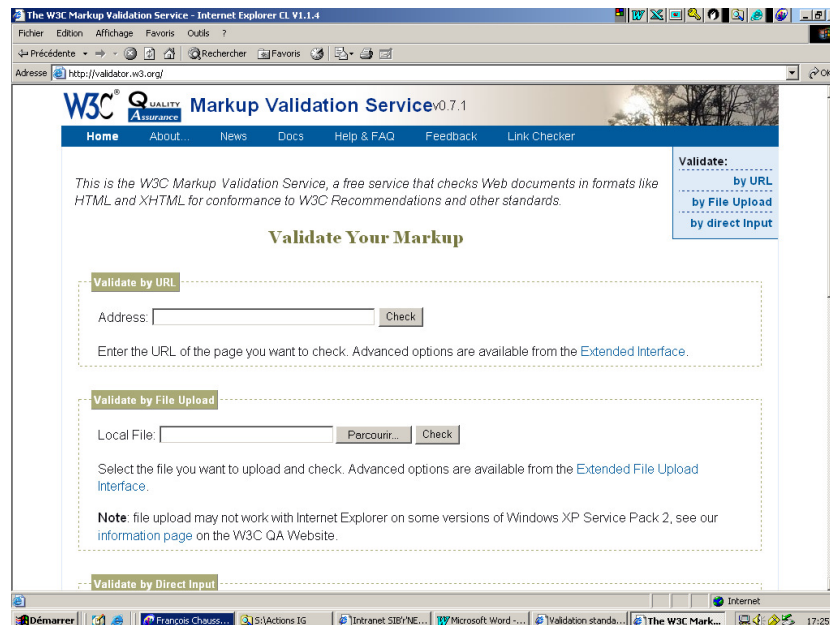 The W3C Markup Validation Service - Internet Explorer CL V1.1.4
Fichier Edition Affichage Favoris Outils ?
Précédente Rechercher Favoris
Adresse http://validator.w3.org/ OK
W3C® QUALITY Assurance Markup Validation Service v0.7.1
Home About... News Docs Help & FAQ Feedback Link Checker
Validate:
by URL
by File Upload
by direct Input
This is the W3C Markup Validation Service, a free service that checks Web documents in formats like
HTML and XHTML for conformance to W3C Recommendations and other standards.
Validate Your Markup
Validate by URL
Address: Check
Enter the URL of the page you want to check. Advanced options are available from the Extended Interface.
Validate by File Upload
Local File: Parcourir... Check
Select the file you want to upload and check. Advanced options are available from the Extended File Upload
Interface.
Note: file upload may not work with Internet Explorer on some versions of Windows XP Service Pack 2, see our
information page on the W3C QA Website.
Validate by Direct Input
Internet
Démarrer François Chauss... S:\Actions IG Intranet SIB'r'NE... Microsoft Word -... Validation standa... The W3C Mark... 17:25